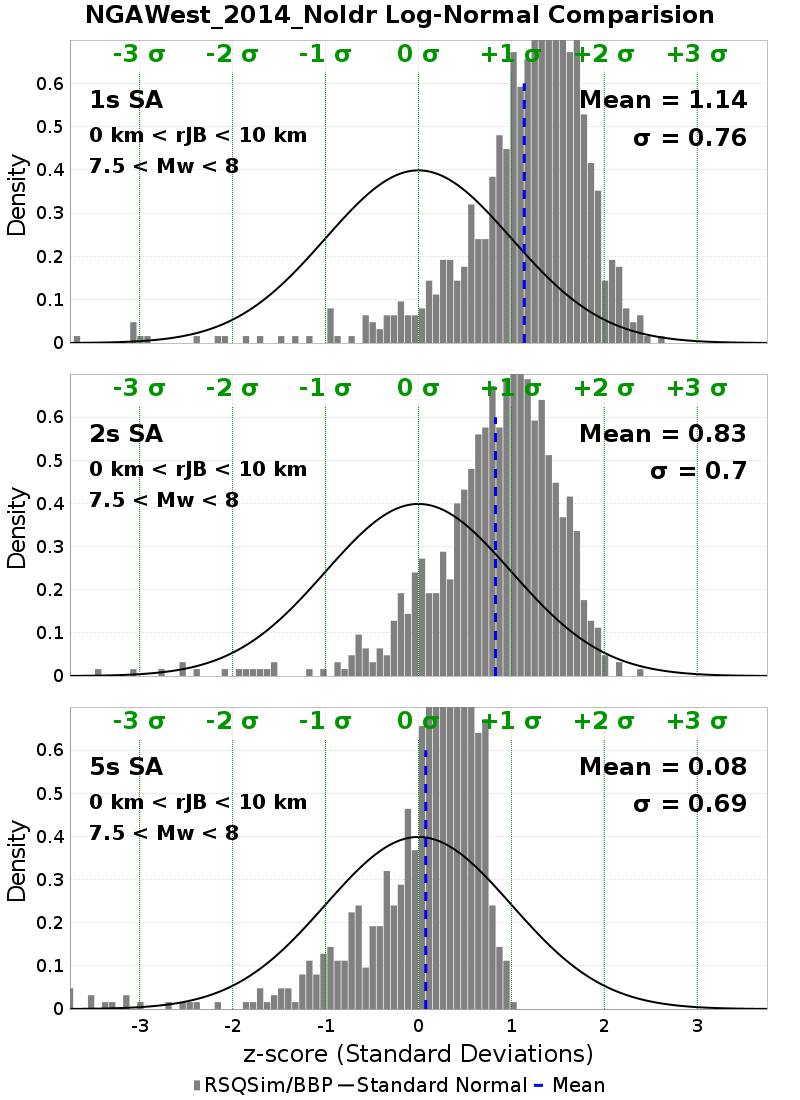 NGAWest_2014_NoIdr Log-Normal Comparision
-3 σ -2 σ -1 σ 0 σ +1 σ +2 σ +3 σ
0.6
1s SA
Mean = 1.14
0.5
0 km < rJB < 10 km
σ = 0.76
0.4
7.5 < Mw < 8
0.3
0.2
0.1
0
Density
-3 σ -2 σ -1 σ 0 σ +1 σ +2 σ +3 σ
0.6
2s SA
Mean = 0.83
0.5
0 km < rJB < 10 km
σ = 0.7
0.4
7.5 < Mw < 8
0.3
0.2
0.1
0
Density
-3 σ -2 σ -1 σ 0 σ +1 σ +2 σ +3 σ
0.6
5s SA
Mean = 0.08
0.5
0 km < rJB < 10 km
σ = 0.69
0.4
7.5 < Mw < 8
0.3
0.2
0.1
0
Density
-3 -2 -1 0 1 2 3
z-score (Standard Deviations)
RSQSim/BBP Standard Normal Mean